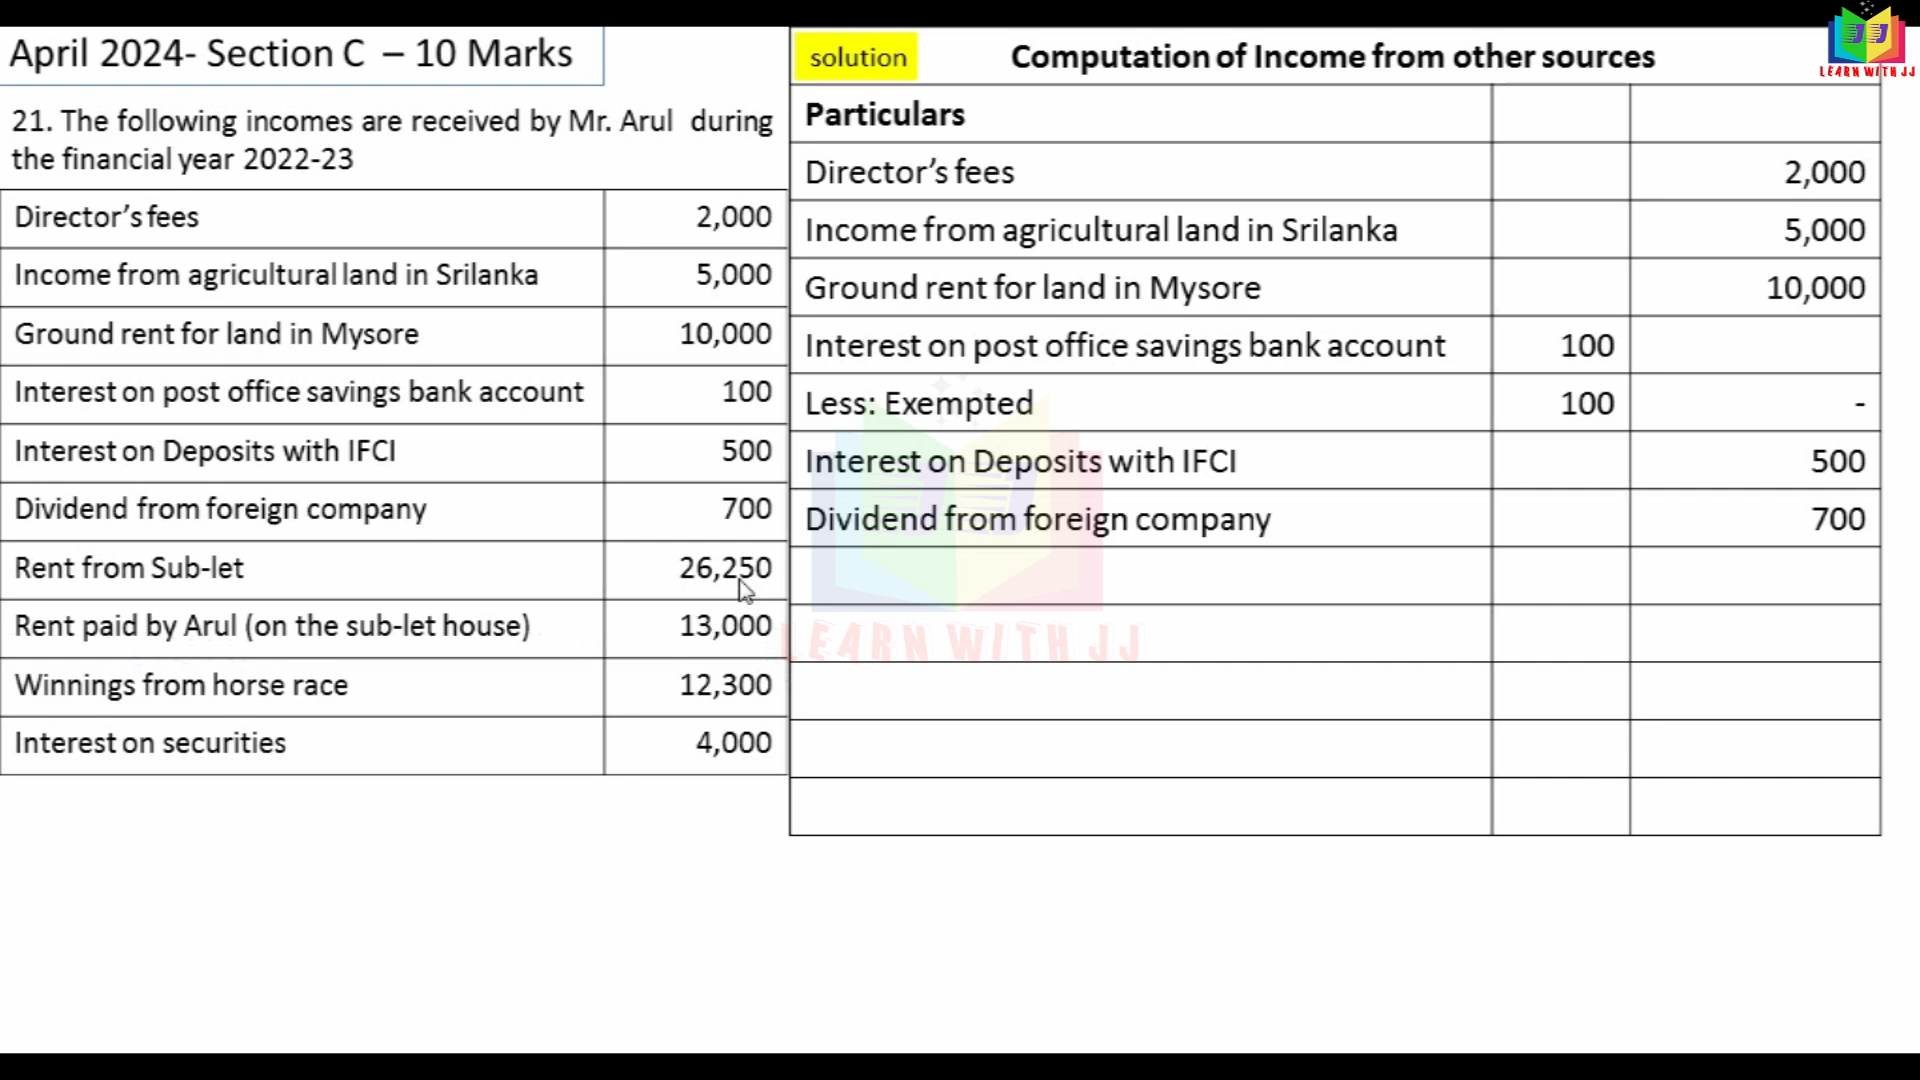 April 2024- Section C – 10 Marks
21. The following incomes are received by Mr. Arul during
the financial year 2022-23
Director’s fees 2,000
Income from agricultural land in Srilanka 5,000
Ground rent for land in Mysore 10,000
Interest on post office savings bank account 100
Interest on Deposits with IFCI 500
Dividend from foreign company 700
Rent from Sub-let 26,250
Rent paid by Arul (on the sub-let house) 13,000
Winnings from horse race 12,300
Interest on securities 4,000
solution Computation of Income from other sources
Particulars
Director’s fees 2,000
Income from agricultural land in Srilanka 5,000
Ground rent for land in Mysore 10,000
Interest on post office savings bank account 100
Less: Exempted 100 -
Interest on Deposits with IFCI 500
Dividend from foreign company 700
LEARN WITH JJ
LEARN WITH JJ